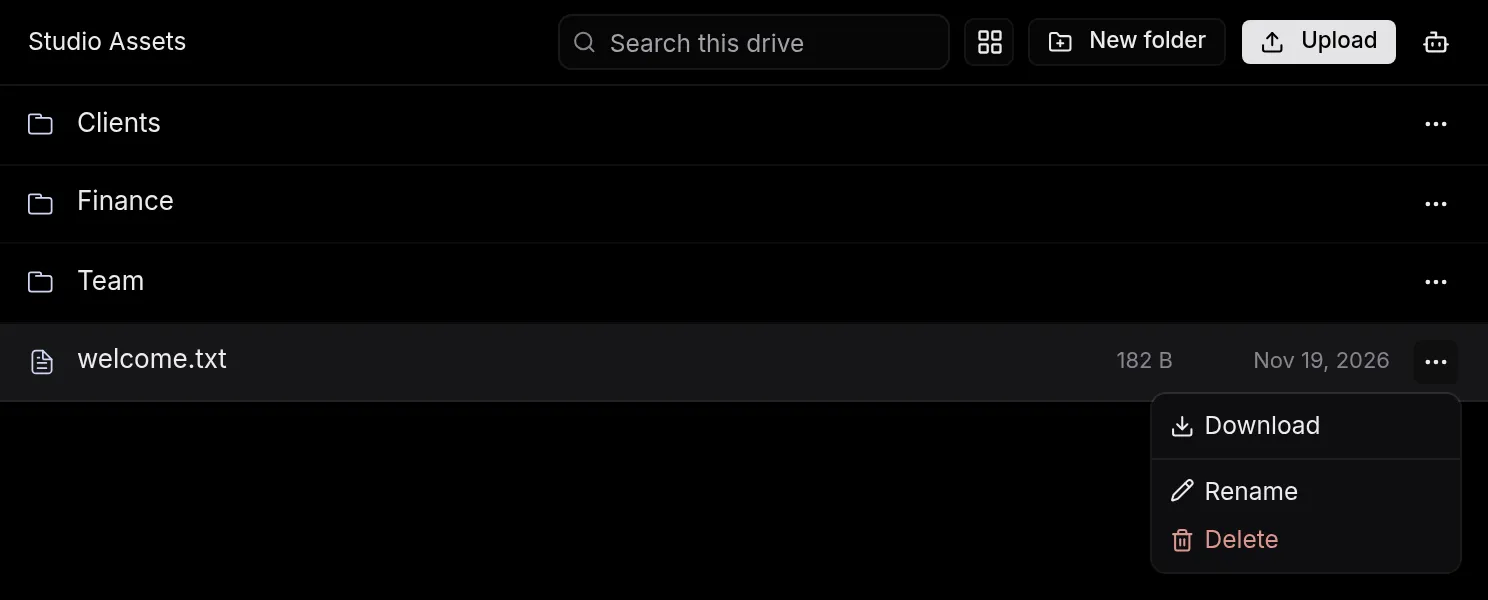 Studio Assets
Search this drive
New folder
Upload
Clients
Finance
Team
welcome.txt 182 B Nov 19, 2026
Download
Rename
Delete